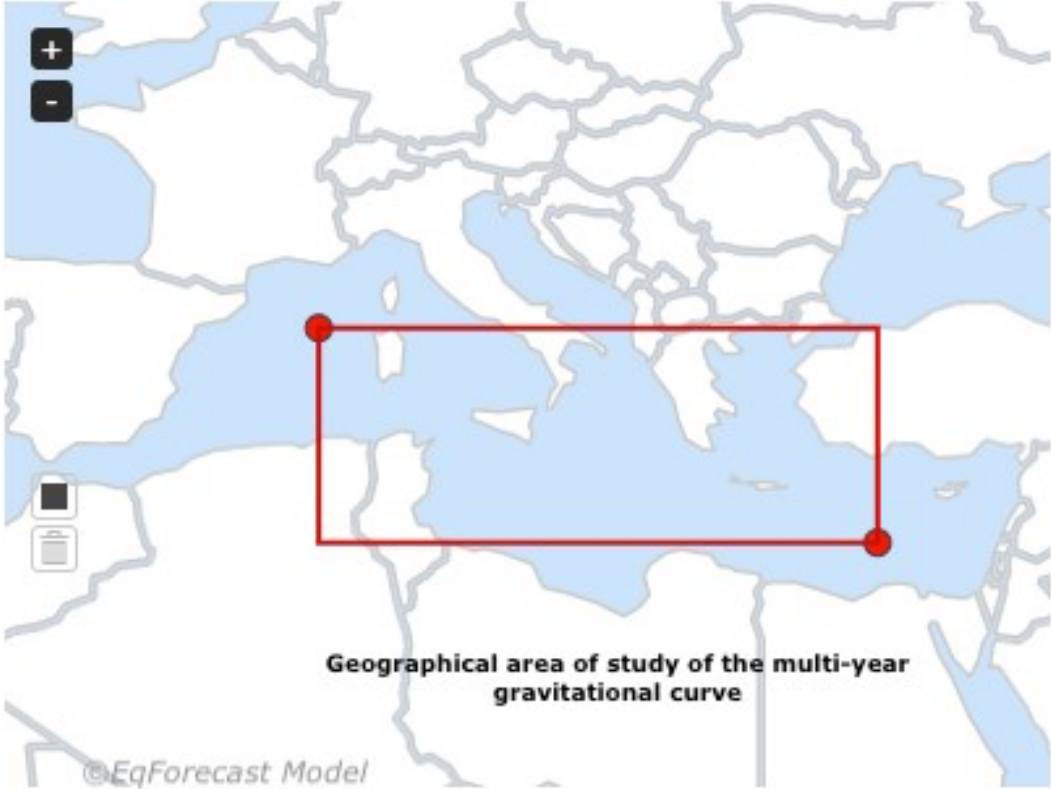 +
-
Geographical area of study of the multi-year
gravitational curve
©EqForecast Model